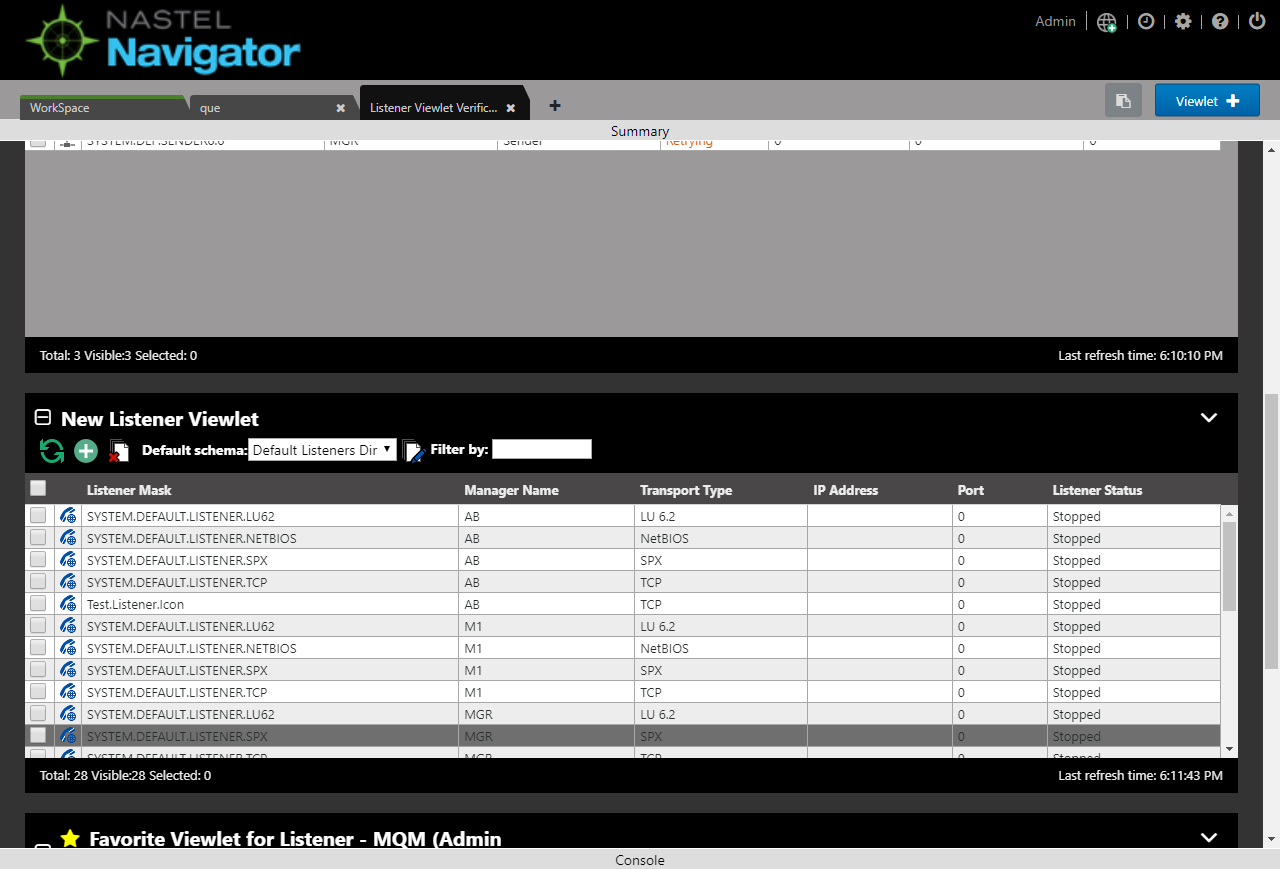 NASTEL
Navigator
Admin
WorkSpace
que
Listener Viewlet Verific...
Viewlet
Summary
SYSTEM.DEF.SENDER6.0 MGR Sender Retrying 0 0 0
Total: 3 Visible:3 Selected: 0
Last refresh time: 6:10:10 PM
New Listener Viewlet
Default schema: Default Listeners Dir Filter by:
Listener Mask Manager Name Transport Type IP Address Port Listener Status
SYSTEM.DEFAULT.LISTENER.LU62 AB LU 6.2 0 Stopped
SYSTEM.DEFAULT.LISTENER.NETBIOS AB NetBIOS 0 Stopped
SYSTEM.DEFAULT.LISTENER.SPX AB SPX 0 Stopped
SYSTEM.DEFAULT.LISTENER.TCP AB TCP 0 Stopped
Test.Listener.Icon AB TCP 0 Stopped
SYSTEM.DEFAULT.LISTENER.LU62 M1 LU 6.2 0 Stopped
SYSTEM.DEFAULT.LISTENER.NETBIOS M1 NetBIOS 0 Stopped
SYSTEM.DEFAULT.LISTENER.SPX M1 SPX 0 Stopped
SYSTEM.DEFAULT.LISTENER.TCP M1 TCP 0 Stopped
SYSTEM.DEFAULT.LISTENER.LU62 MGR LU 6.2 0 Stopped
SYSTEM.DEFAULT.LISTENER.SPX MGR SPX 0 Stopped
SYSTEM.DEFAULT.LISTENER.TCP MGR TCP 0 Stopped
Total: 28 Visible:28 Selected: 0
Last refresh time: 6:11:43 PM
Favorite Viewlet for Listener - MQM (Admin
Console